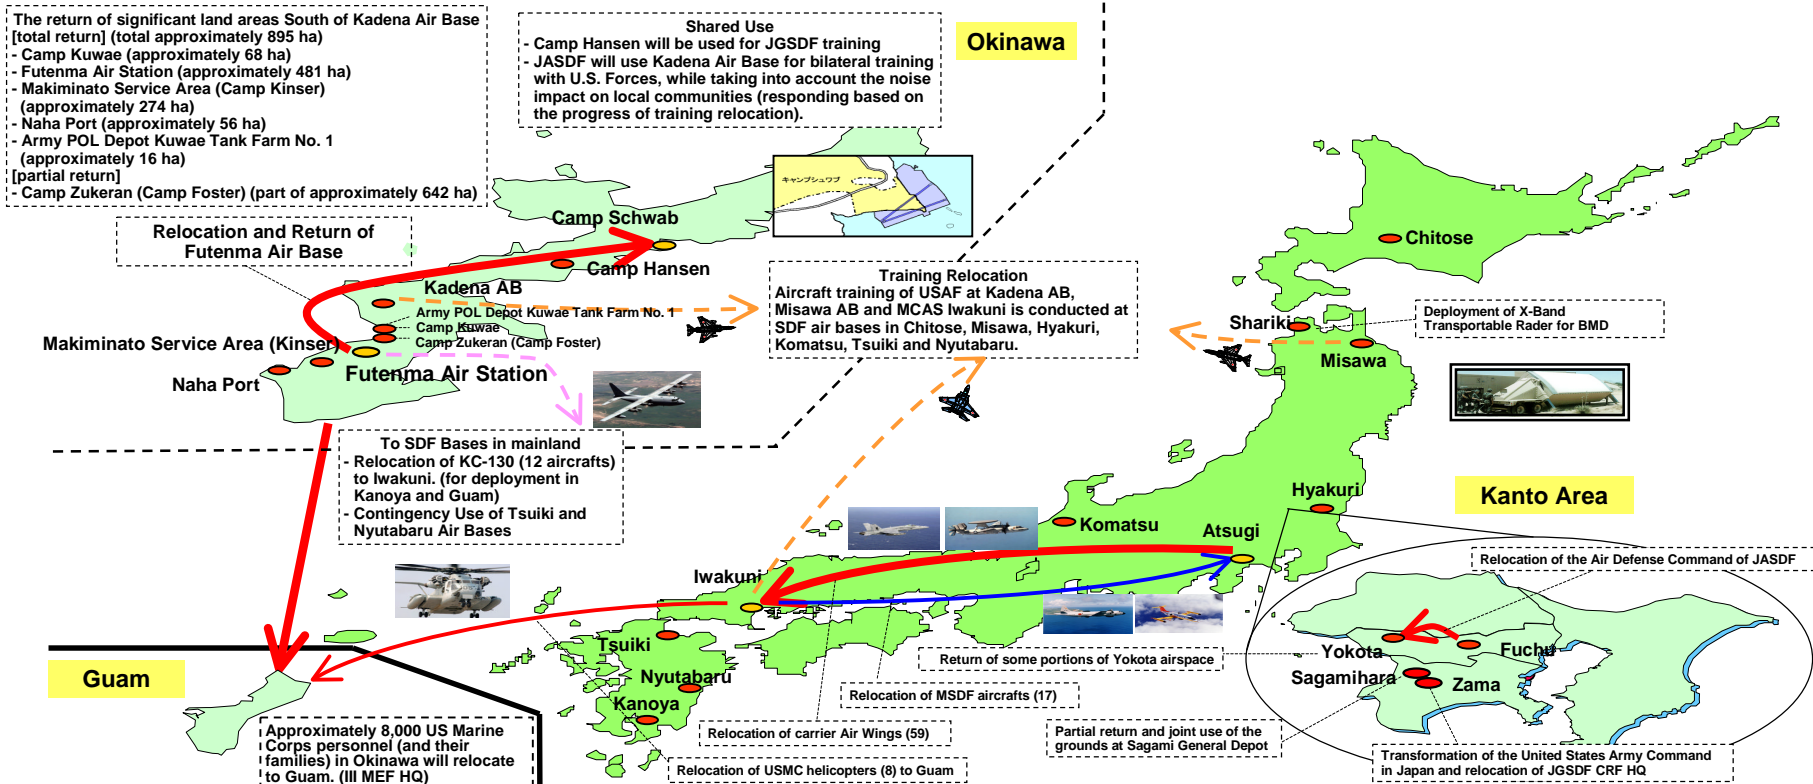 The return of significant land areas South of Kadena Air Base
[total return] (total approximately 895 ha)
- Camp Kuwae (approximately 68 ha)
- Futenma Air Station (approximately 481 ha)
- Makiminato Service Area (Camp Kinser)
(approximately 274 ha)
- Naha Port (approximately 56 ha)
- Army POL Depot Kuwae Tank Farm No. 1
(approximately 16 ha)
[partial return]
- Camp Zukeran (Camp Foster) (part of approximately 642 ha)
Shared Use
- Camp Hansen will be used for JGSDF training
- JASDF will use Kadena Air Base for bilateral training
with U.S. Forces, while taking into account the noise
impact on local communities (responding based on
the progress of training relocation).
Okinawa
キャンプシュワブ
Relocation and Return of
Futenma Air Base
Camp Schwab
Camp Hansen
Kadena AB
Army POL Depot Kuwae Tank Farm No. 1
Camp Kuwae
Camp Zukeran (Camp Foster)
Makiminato Service Area (Kinser)
Futenma Air Station
Naha Port
Training Relocation
Aircraft training of USAF at Kadena AB,
Misawa AB and MCAS Iwakuni is conducted at
SDF air bases in Chitose, Misawa, Hyakuri,
Komatsu, Tsuiki and Nyutabaru.
Chitose
Shariki
Misawa
Deployment of X-Band
Transportable Rader for BMD
To SDF Bases in mainland
- Relocation of KC-130 (12 aircrafts)
to Iwakuni. (for deployment in
Kanoya and Guam)
- Contingency Use of Tsuiki and
Nyutabaru Air Bases
Hyakuri
Kanto Area
Komatsu
Atsugi
Iwakuni
Relocation of the Air Defense Command of JASDF
Tsuiki
Nyutabaru
Kanoya
Return of some portions of Yokota airspace
Yokota
Fuchu
Sagamihara
Zama
Guam
Relocation of MSDF aircrafts (17)
Relocation of carrier Air Wings (59)
Partial return and joint use of the
grounds at Sagami General Depot
Approximately 8,000 US Marine
Corps personnel (and their
families) in Okinawa will relocate
to Guam. (III MEF HQ)
Relocation of USMC helicopters (8) to Guam
Transformation of the United States Army Command
in Japan and relocation of JGSDF CRF HQ